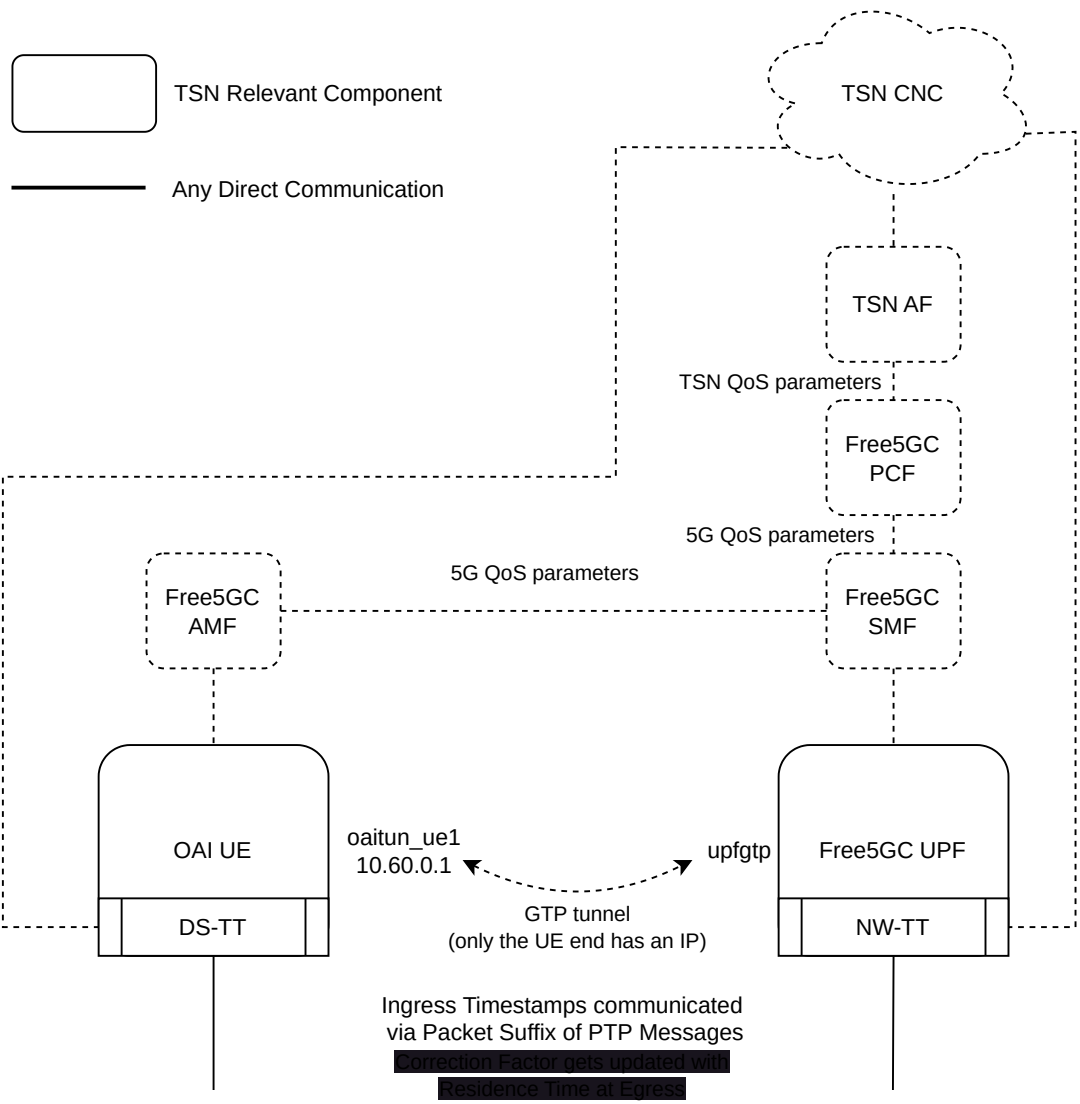 TSN CNC
TSN Relevant Component
Any Direct Communication
TSN AF
TSN QoS parameters
Free5GC
PCF
5G QoS parameters
5G QoS parameters
Free5GC
AMF
Free5GC
SMF
oaitun_ue1
10.60.0.1
OAI UE
upfgtp
Free5GC UPF
GTP tunnel
(only the UE end has an IP)
DS-TT
NW-TT
Ingress Timestamps communicated
via Packet Suffix of PTP Messages
Correction Factor gets updated with
Residence Time at Egress